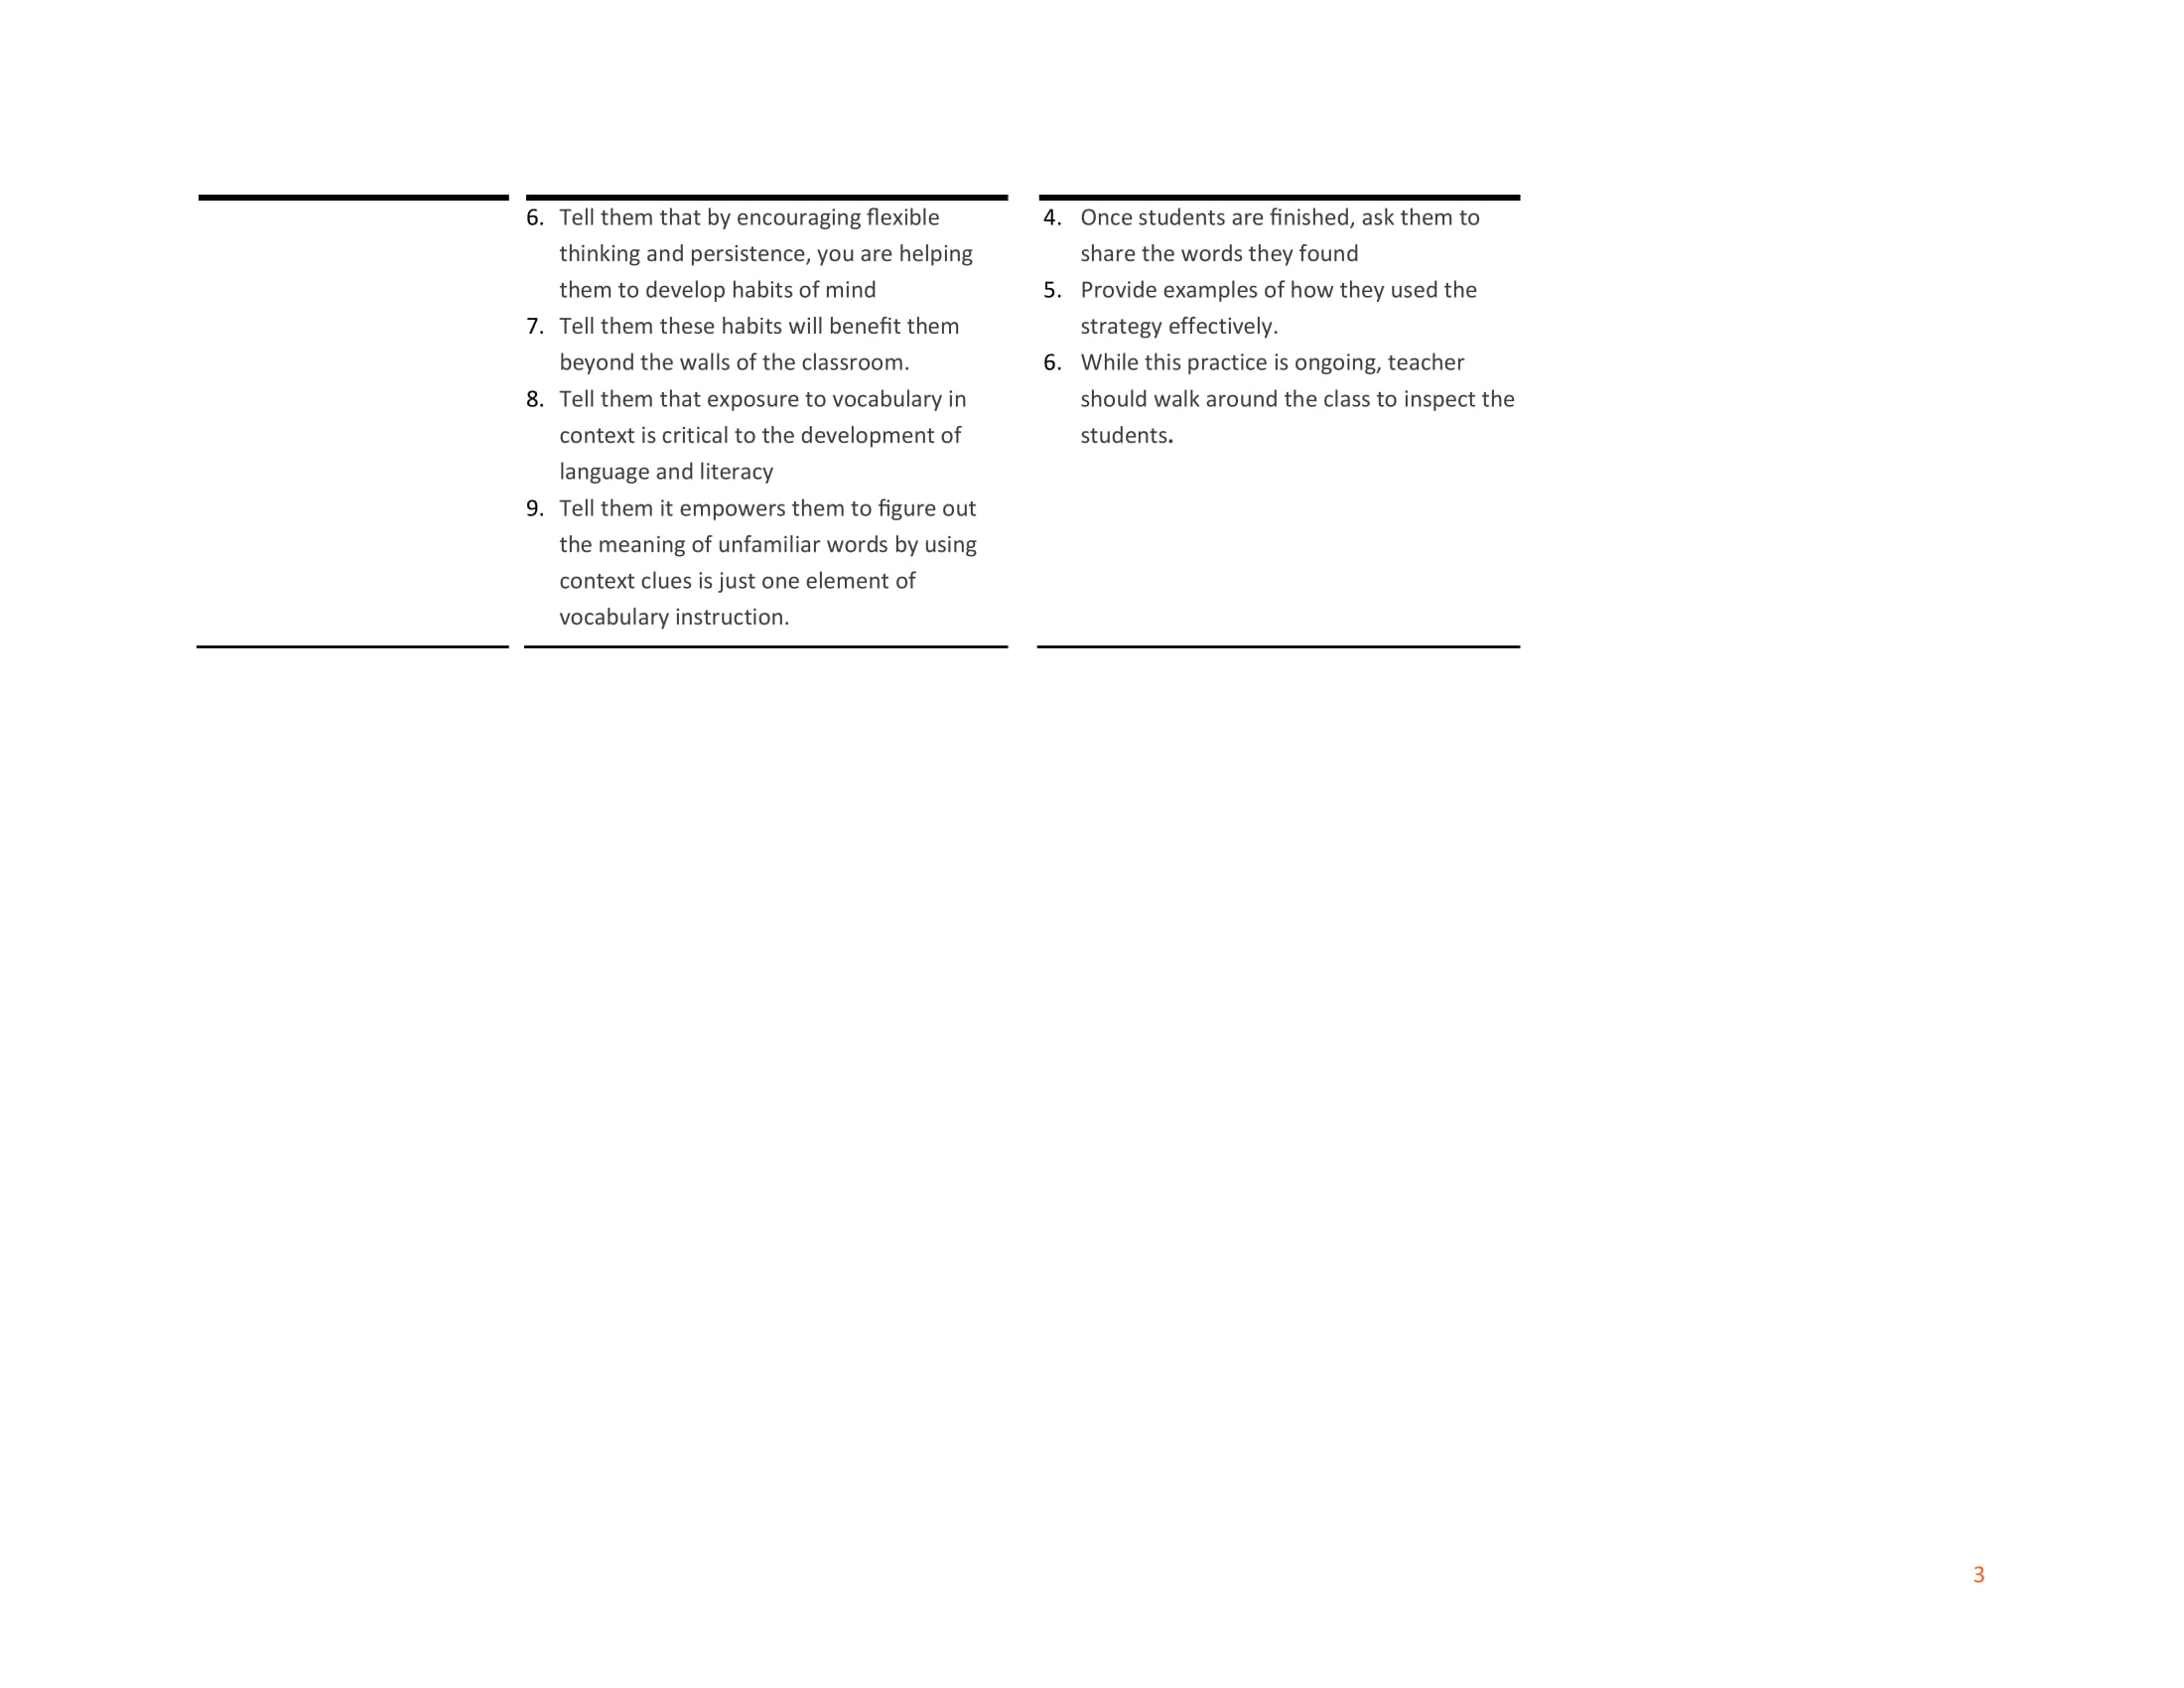 6. Tell them that by encouraging flexible
thinking and persistence, you are helping
them to develop habits of mind
7. Tell them these habits will benefit them
beyond the walls of the classroom.
8. Tell them that exposure to vocabulary in
context is critical to the development of
language and literacy
9. Tell them it empowers them to figure out
the meaning of unfamiliar words by using
context clues is just one element of
vocabulary instruction.
4. Once students are finished, ask them to
share the words they found
5. Provide examples of how they used the
strategy effectively.
6. While this practice is ongoing, teacher
should walk around the class to inspect the
students.
3